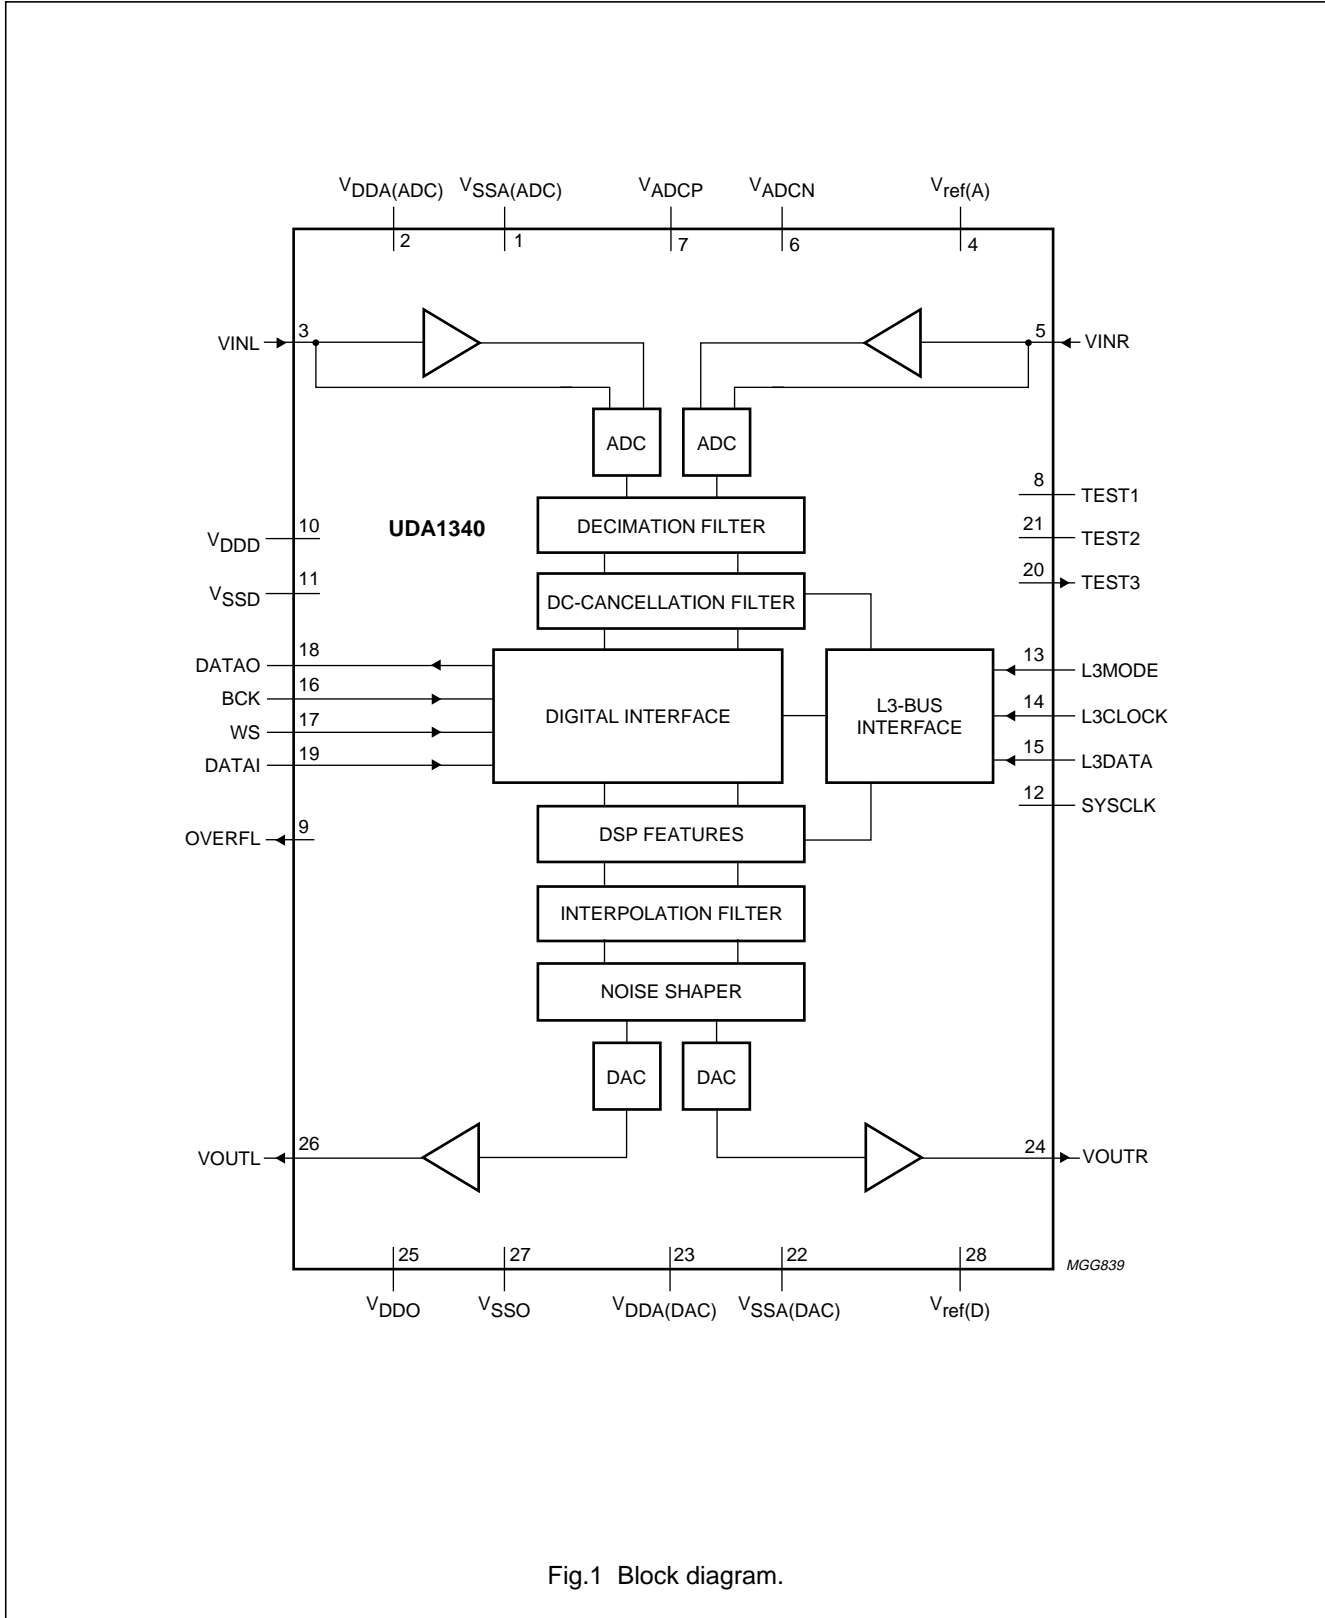 VDDA(ADC) VSSA(ADC) VADCP VADCN Vref(A)
2 1 7 6 4
VINL 3 5 VINR
ADC ADC
8 TEST1
DECIMATION FILTER
UDA1340
VDDD 10 21 TEST2
VSSD 11 20 TEST3
DC-CANCELLATION FILTER
DATAO 18 13 L3MODE
BCK 16
DIGITAL INTERFACE
L3-BUS
INTERFACE
14 L3CLOCK
WS 17
DATAI 19 15 L3DATA
12 SYSCLK
OVERFL 9
DSP FEATURES
INTERPOLATION FILTER
NOISE SHAPER
DAC DAC
VOUTL 26 24 VOUTR
25 27 23 22 28
MGG839
VDDO VSSO VDDA(DAC) VSSA(DAC) Vref(D)
Fig.1 Block diagram.